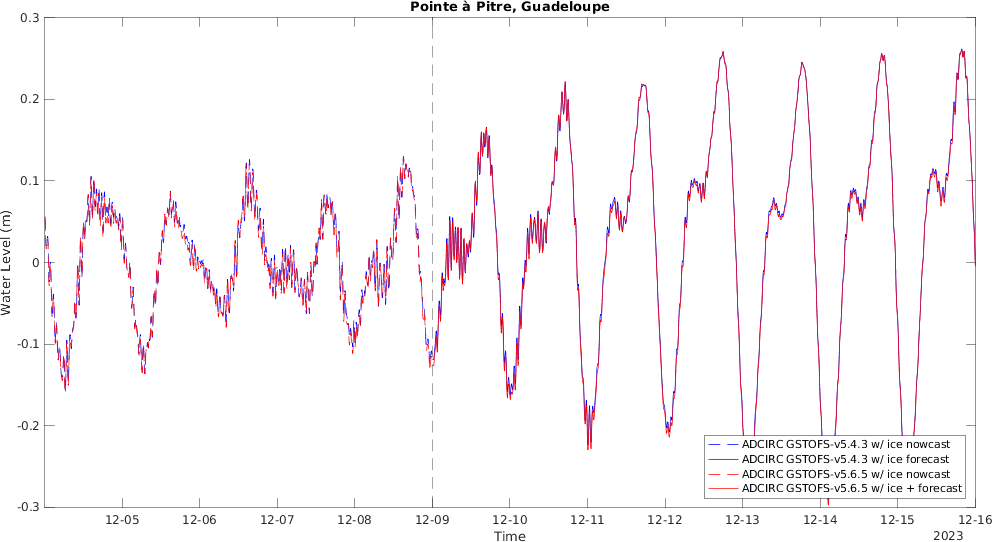 Pointe à Pitre, Guadeloupe
0.3
0.2
0.1
0
-0.1
-0.2
-0.3
Water Level (m)
ADCIRC GSTOFS-v5.4.3 w/ ice nowcast
ADCIRC GSTOFS-v5.4.3 w/ ice forecast
ADCIRC GSTOFS-v5.6.5 w/ ice nowcast
ADCIRC GSTOFS-v5.6.5 w/ ice + forecast
12-05 12-06 12-07 12-08 12-09 12-10 12-11 12-12 12-13 12-14 12-15 12-16
Time
2023